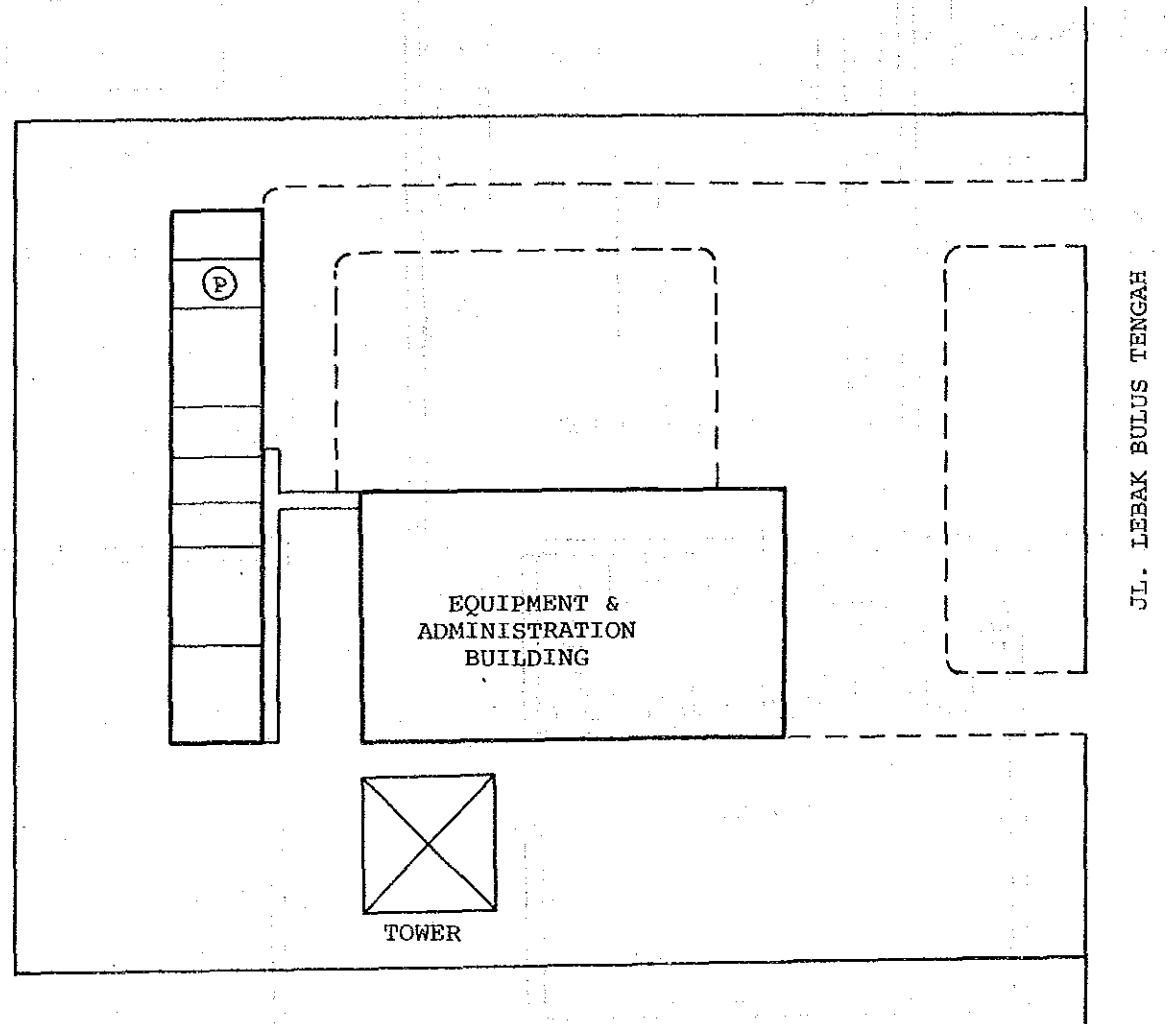 P
EQUIPMENT &
ADMINISTRATION
BUILDING
TOWER
JL. LEBAK BULUS TENGAH